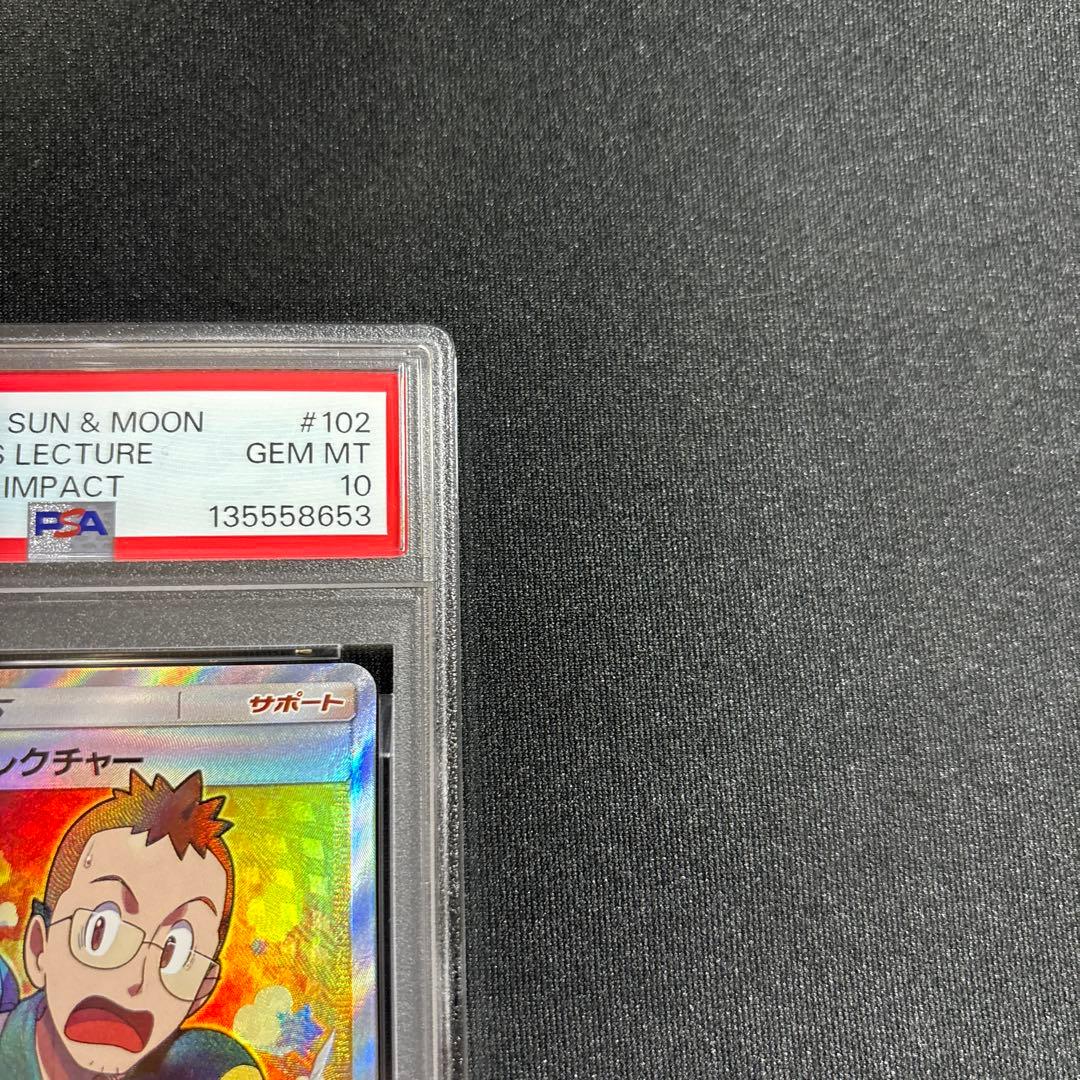 SUN & MOON #102
S LECTURE GEM MT
IMPACT 10
PSA 135558653
サポート
レクチャー